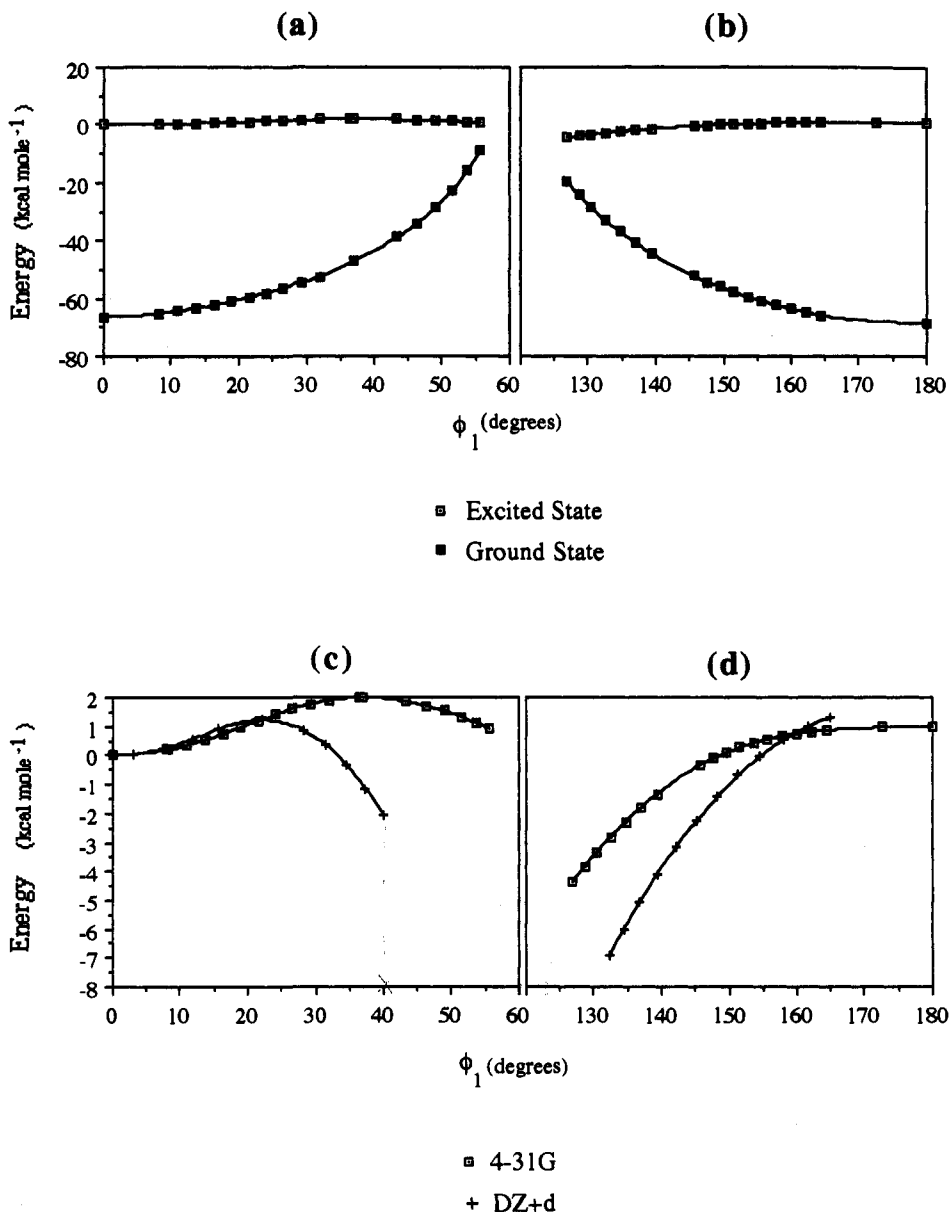 (a)
(b)
Energy (kcal mole⁻¹)
20
0
-20
-40
-60
-80
0 10 20 30 40 50 60
130 140 150 160 170 180
ϕ₁ (degrees)
Excited State
Ground State
(c)
(d)
Energy (kcal mole⁻¹)
2
1
0
-1
-2
-3
-4
-5
-6
-7
-8
0 10 20 30 40 50 60
130 140 150 160 170 180
ϕ₁ (degrees)
4-31G
DZ+d